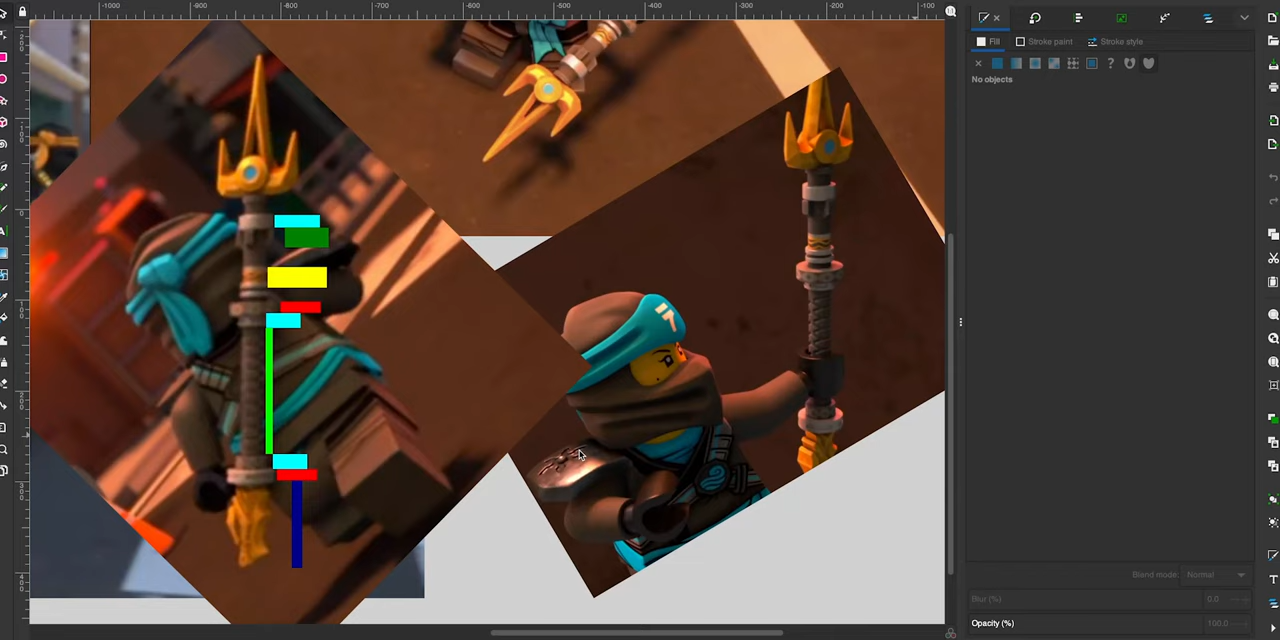 -1000 -900 -800 -700 -600 -500 -400 -300 -200 -100
Fill Stroke paint Stroke style
?
No objects
Blend mode: Normal
Blur (%) 0.0
Opacity (%) 100.0